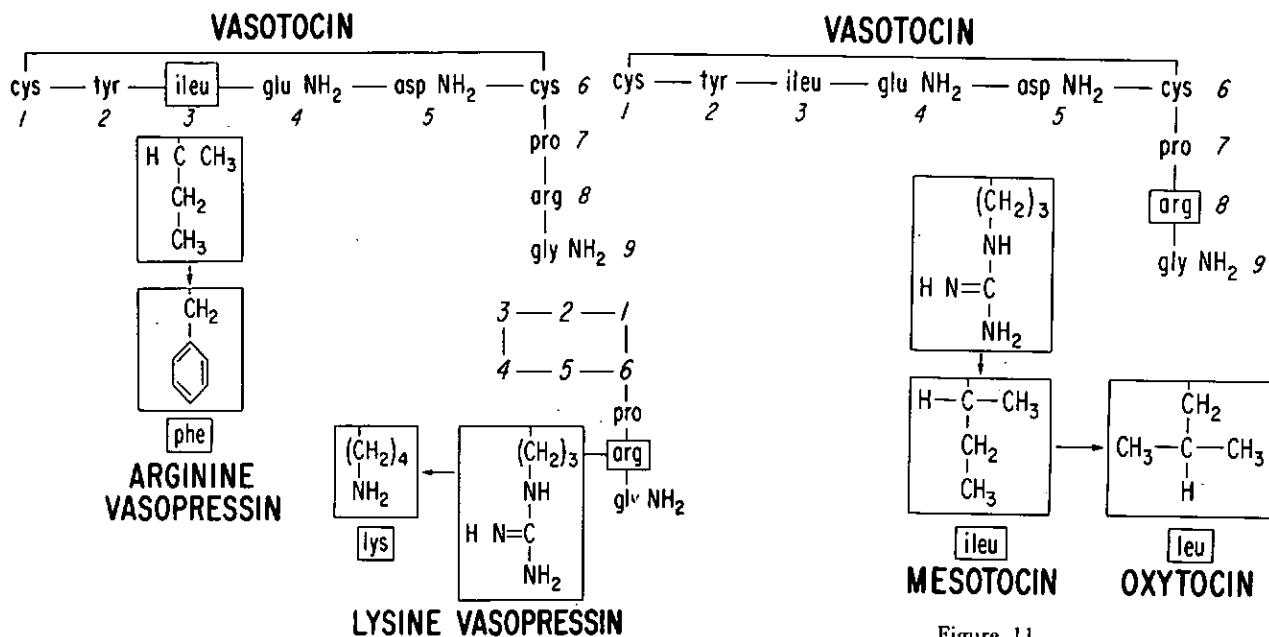 VASOTOCIN
cys — tyr — ileu — glu NH2 — asp NH2 — cys 6
1 2 3 4 5
pro 7
arg 8
gly NH2 9
H C CH3
CH2
CH3
CH2
phe
ARGININE
VASOPRESSIN
3 — 2 — 1
4 — 5 — 6
pro
arg
gly NH2
(CH2)3
NH
H N=C
NH2
(CH2)4
NH2
lys
LYSINE VASOPRESSIN
VASOTOCIN
cys — tyr — ileu — glu NH2 — asp NH2 — cys 6
1 2 3 4 5
pro 7
arg 8
gly NH2 9
(CH2)3
NH
H N=C
NH2
H—C—CH3
CH2
CH3
ileu
MESOTOCIN
CH2
CH3—C—CH3
H
leu
OXYTOCIN
Figure 11